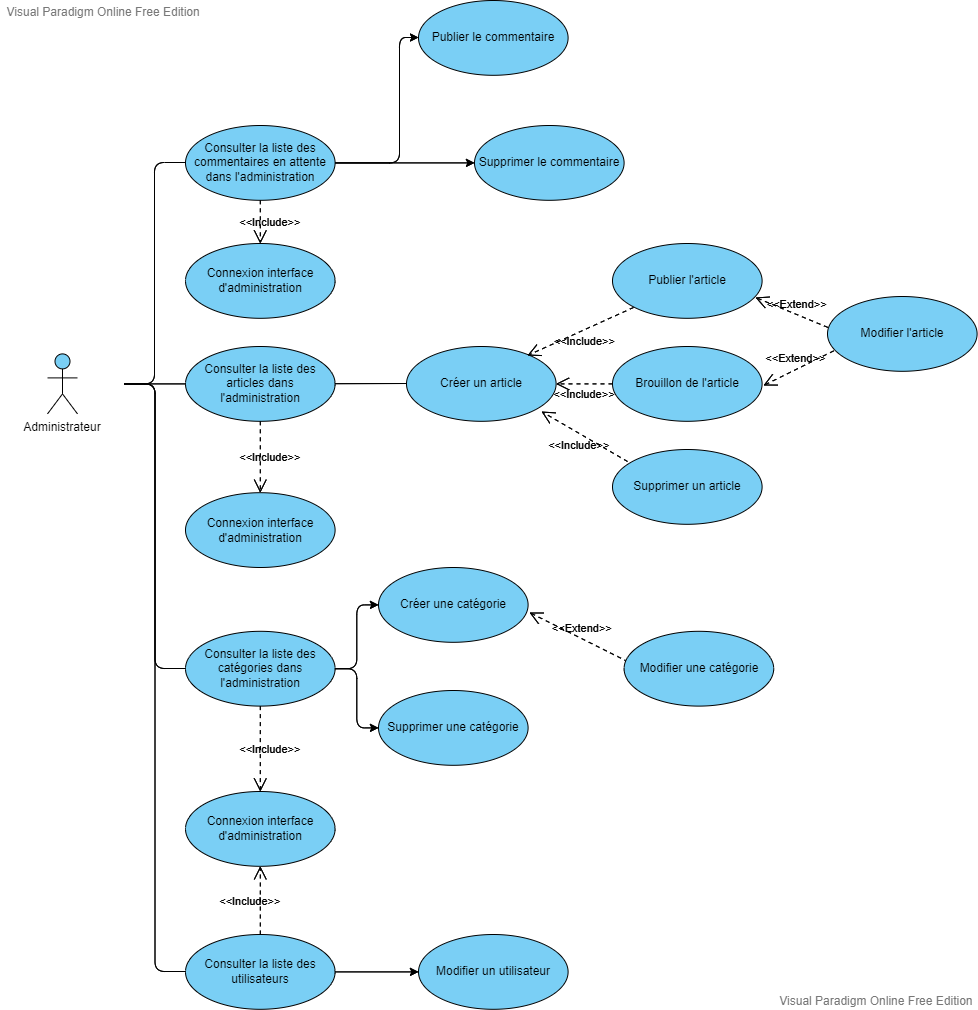 Visual Paradigm Online Free Edition
Publier le commentaire
Consulter la liste des
commentaires en attente
dans l'administration
Supprimer le commentaire
<<Include>>
Connexion interface
d'administration
Publier l'article
<<Extend>>
Modifier l'article
<<Include>>
<<Extend>>
Administrateur
Consulter la liste des
articles dans
l'administration
Créer un article
Brouillon de l'article
<<Include>>
<<Include>>
Supprimer un article
<<Include>>
Connexion interface
d'administration
Créer une catégorie
<<Extend>>
Modifier une catégorie
Consulter la liste des
catégories dans
l'administration
Supprimer une catégorie
<<Include>>
Connexion interface
d'administration
<<Include>>
Consulter la liste des
utilisateurs
Modifier un utilisateur
Visual Paradigm Online Free Edition